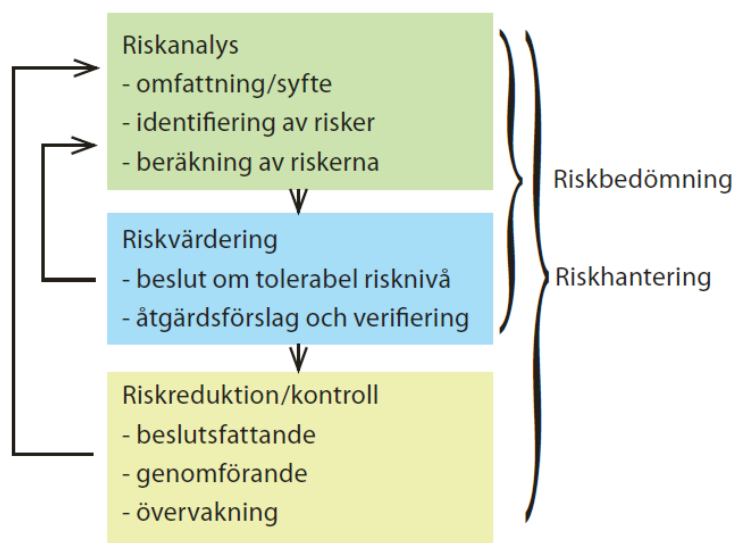 Riskanalys
- omfattning/syfte
- identifiering av risker
- beräkning av riskerna
Riskbedömning
Riskvärdering
- beslut om tolerabel risknivå
- åtgärdsförslag och verifiering
Riskhantering
Riskreduktion/kontroll
- beslutsfattande
- genomförande
- övervakning